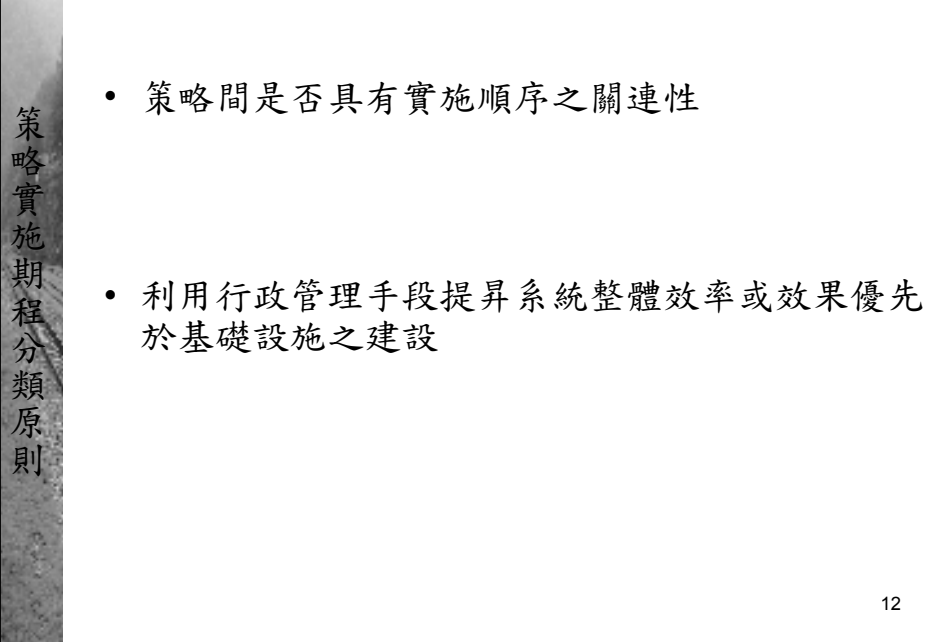 策略實施期程分類原則
• 策略間是否具有實施順序之關連性
• 利用行政管理手段提昇系統整體效率或效果優先
於基礎設施之建設
12